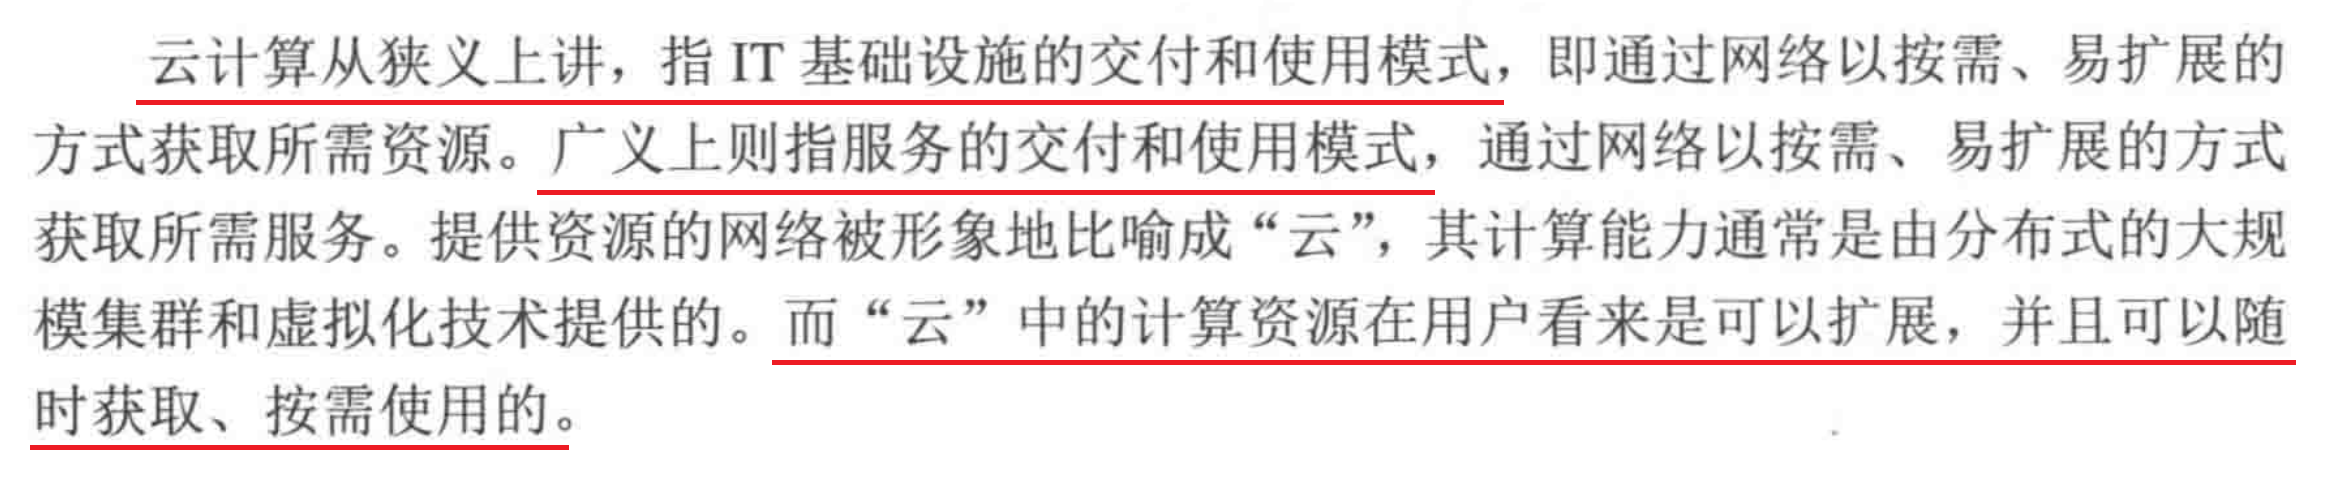 云计算从狭义上讲，指 IT 基础设施的交付和使用模式，即通过网络以按需、易扩展的
方式获取所需资源。广义上则指服务的交付和使用模式，通过网络以按需、易扩展的方式
获取所需服务。提供资源的网络被形象地比喻成“云”，其计算能力通常是由分布式的大规
模集群和虚拟化技术提供的。而“云”中的计算资源在用户看来是可以扩展，并且可以随
时获取、按需使用的。